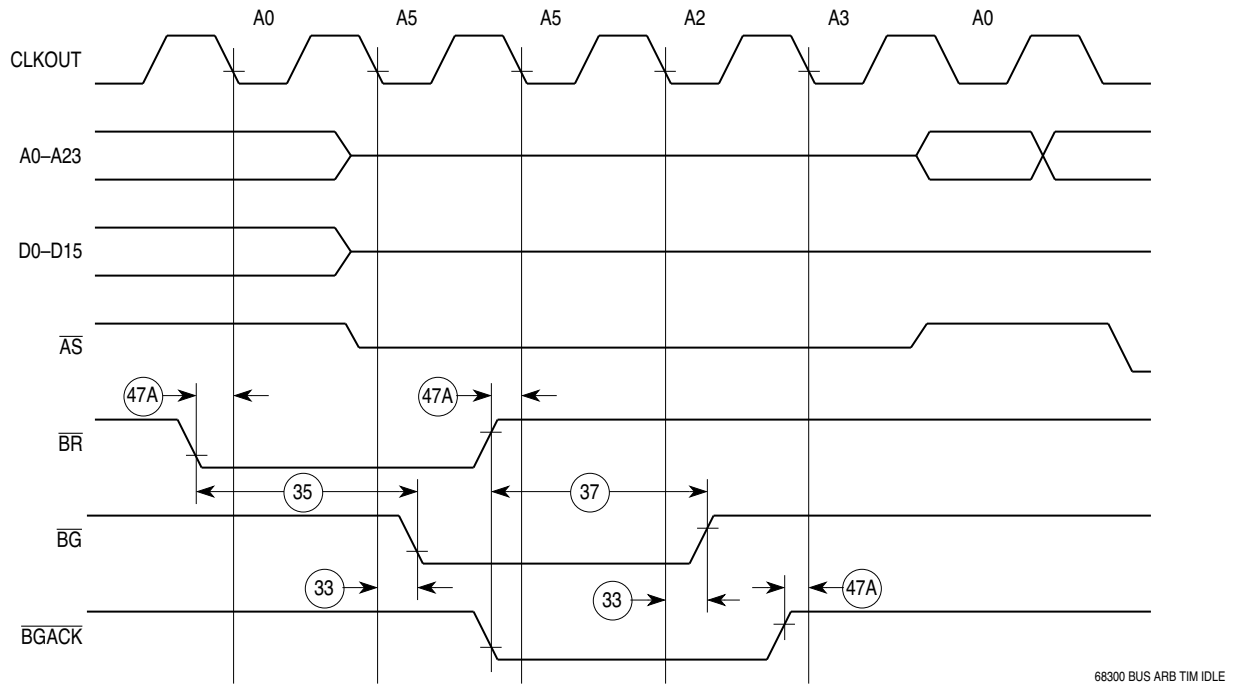 A0 A5 A5 A2 A3 A0
CLKOUT
A0–A23
D0–D15
AS
47A 47A
BR
35 37
BG
33 33 47A
BGACK
68300 BUS ARB TIM IDLE